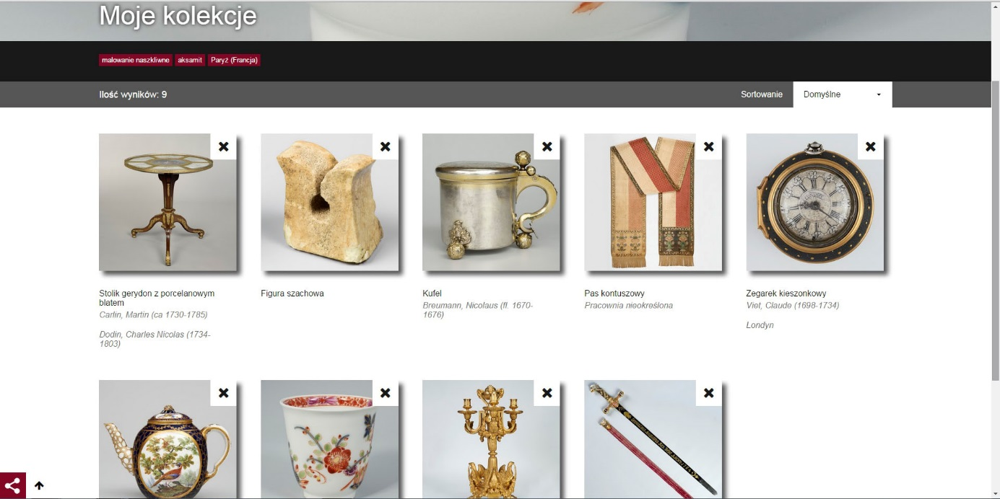 Moje kolekcje
malowanie naszkliwne aksamit Paryż (Francja)
Ilość wyników: 9 Sortowanie Domyślne
Stolik gerydon z porcelanowym
blatem
Carlin, Martin (ca 1730-1785)
Dodin, Charles Nicolas (1734-
1803)
Figura szachowa
Kufel
Breumann, Nicolaus (fl. 1670-
1676)
Pas kontuszowy
Pracownia nieokreślona
Zegarek kieszonkowy
Viet, Claude (1698-1734)
Londyn